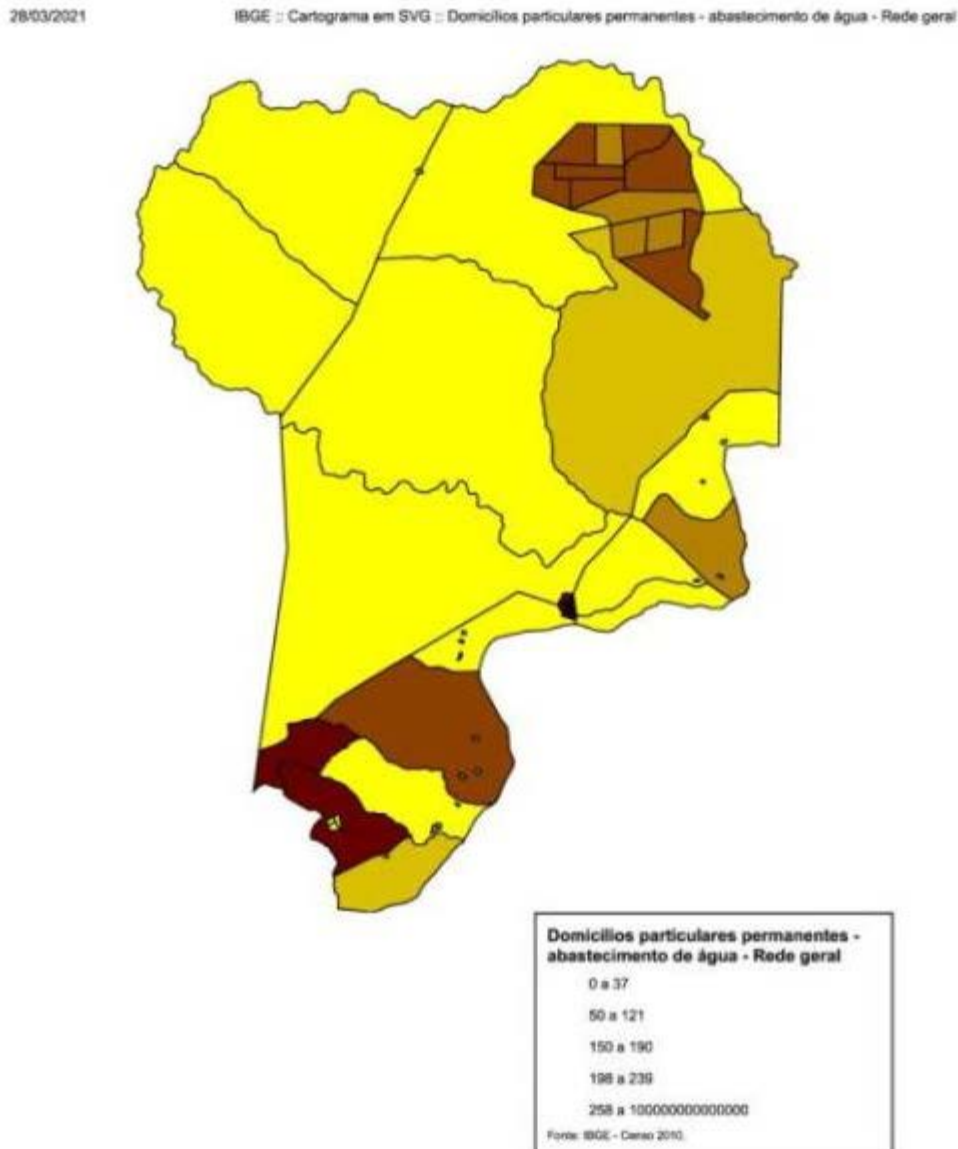 28/03/2021 IBGE :: Cartograma em SVG :: Domicílios particulares permanentes - abastecimento de água - Rede geral
Domicílios particulares permanentes -
abastecimento de água - Rede geral
0 a 37
50 a 121
150 a 190
198 a 239
258 a 100000000000000
Fonte: IBGE - Censo 2010.